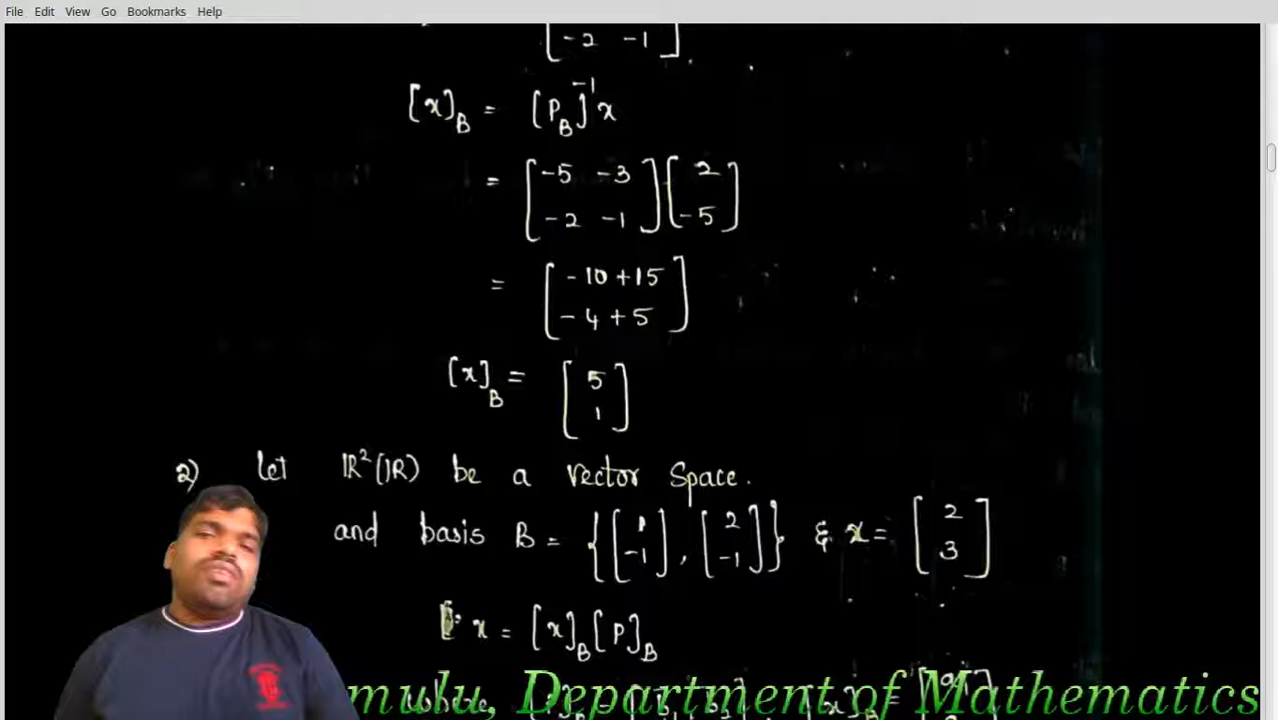 File Edit View Go Bookmarks Help
[-2 -1].
[x]_B = [P_B]^-1 x
= [-5 -3; -2 -1] [2; -5]
= [-10+15; -4+5]
[x]_B = [5; 1]
2) let IR²(IR) be a vector Space.
and basis B = {[1; -1], [2; -1]} & x = [2; 3]
x = [x]_B [P]_B
where
mulu, Department of Mathematics